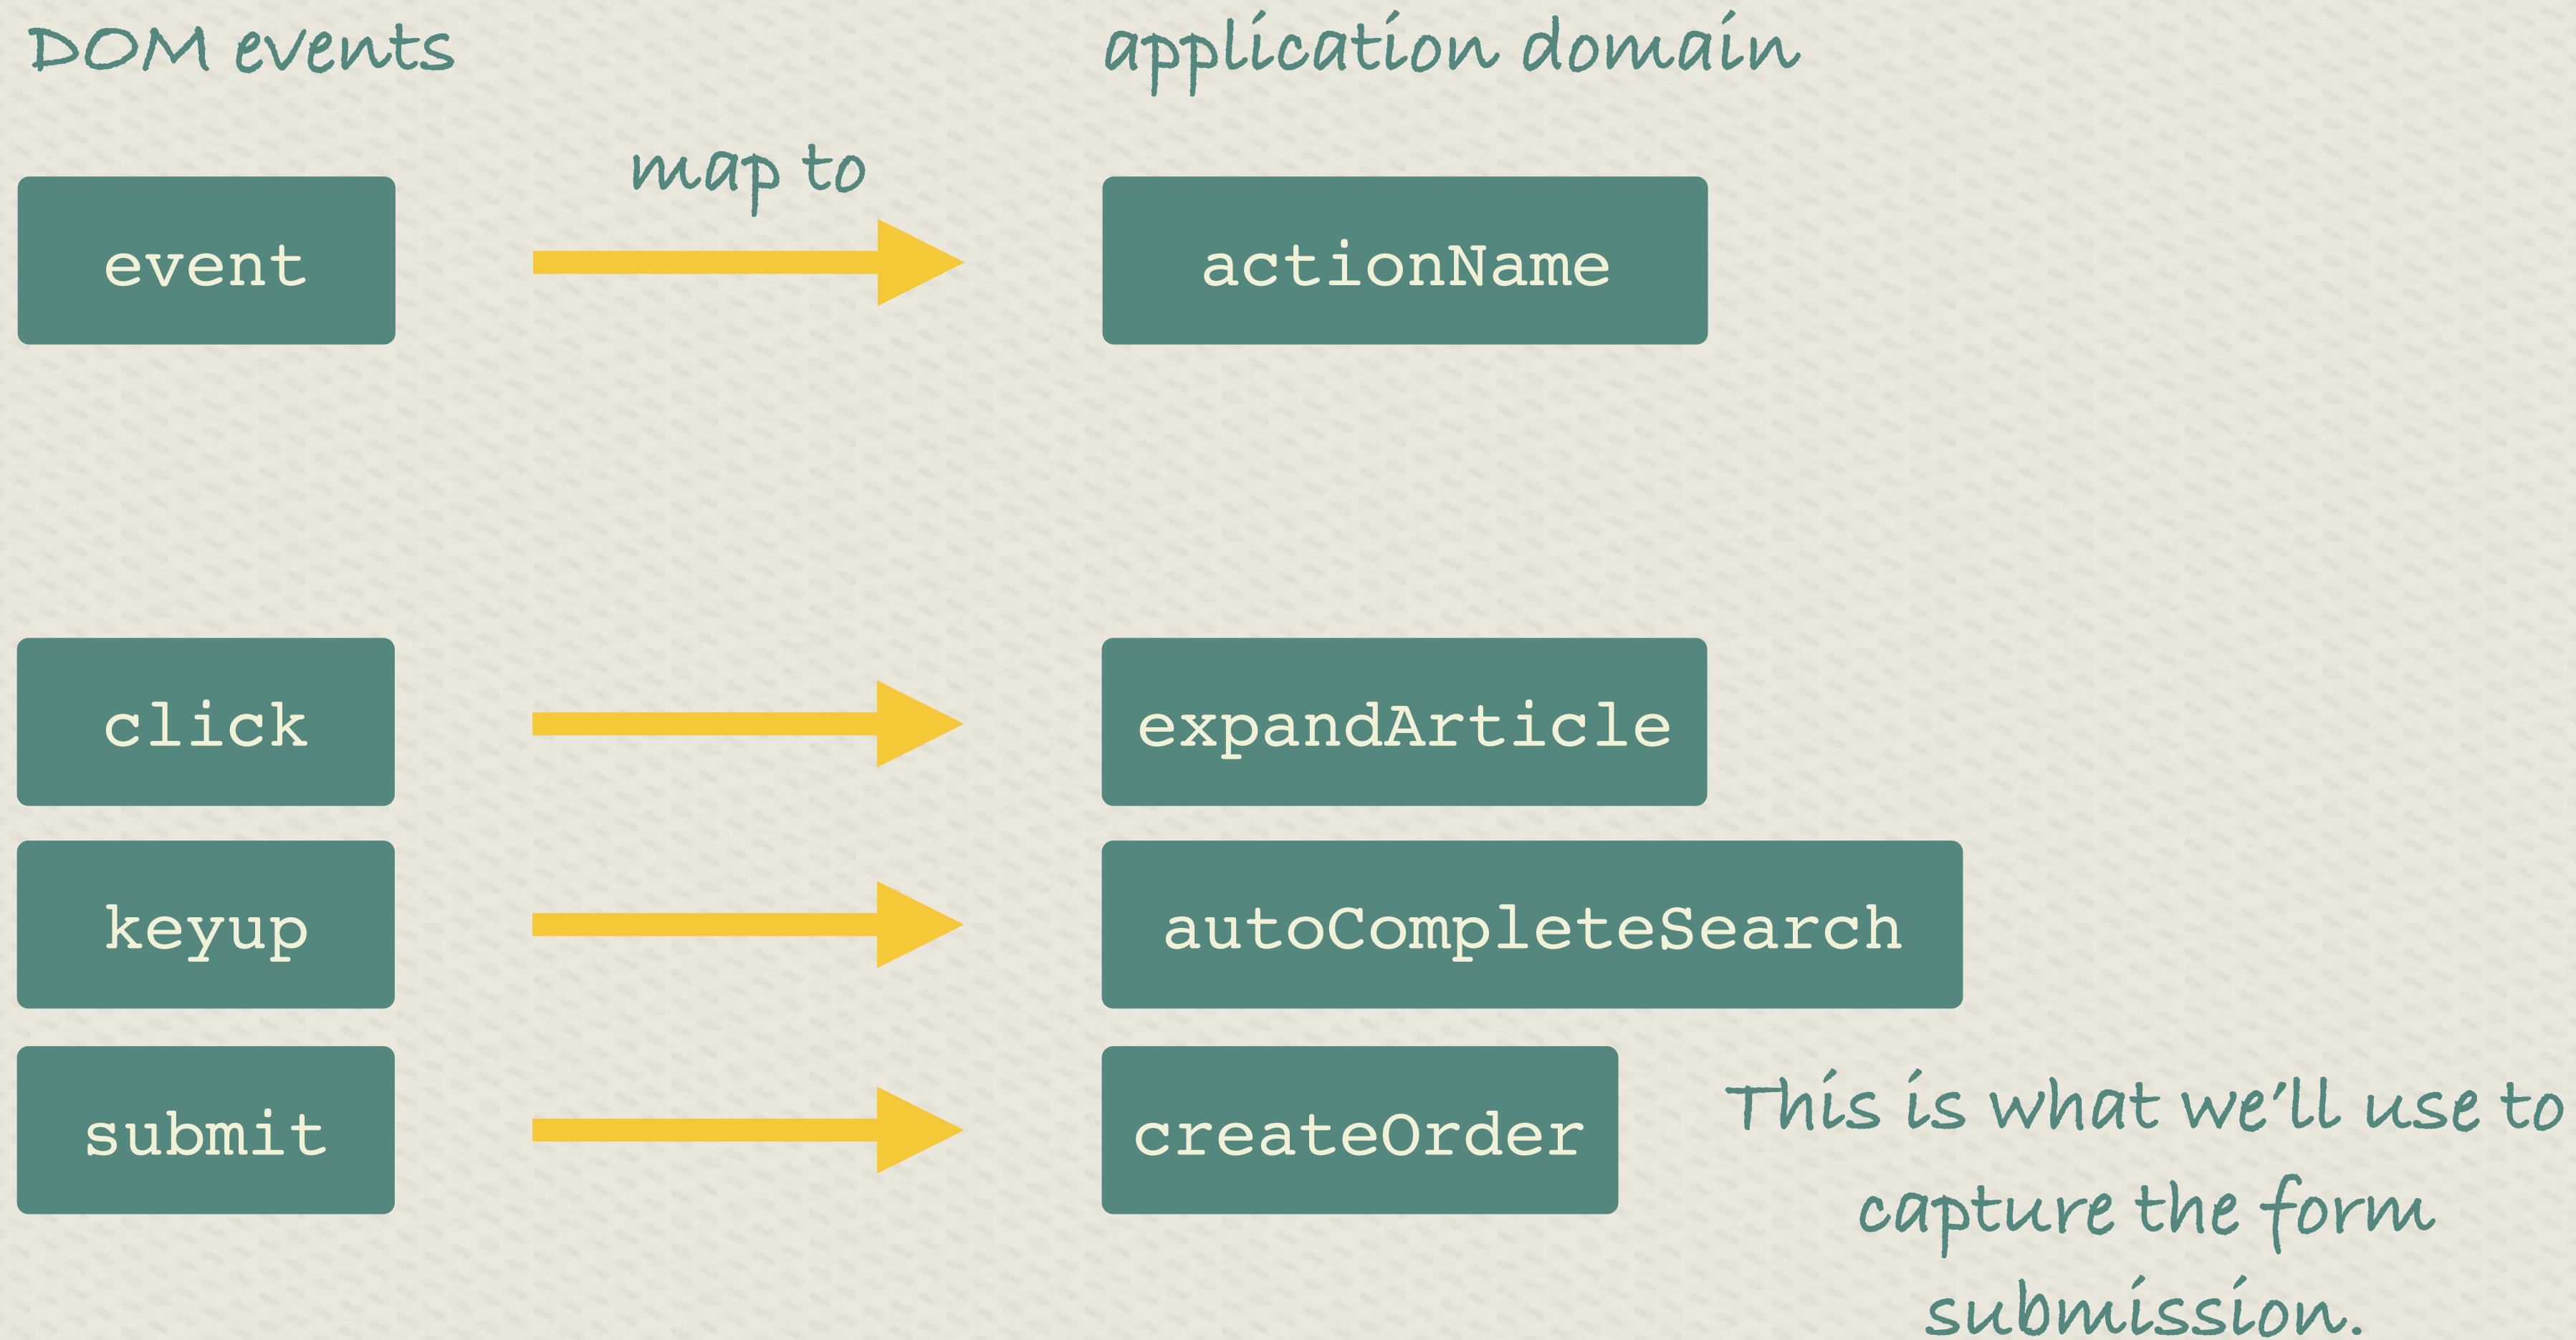 DOM events
application domain
map to
event
actionName
click
expandArticle
keyup
autoCompleteSearch
submit
createOrder
This is what we'll use to
capture the form
submission.